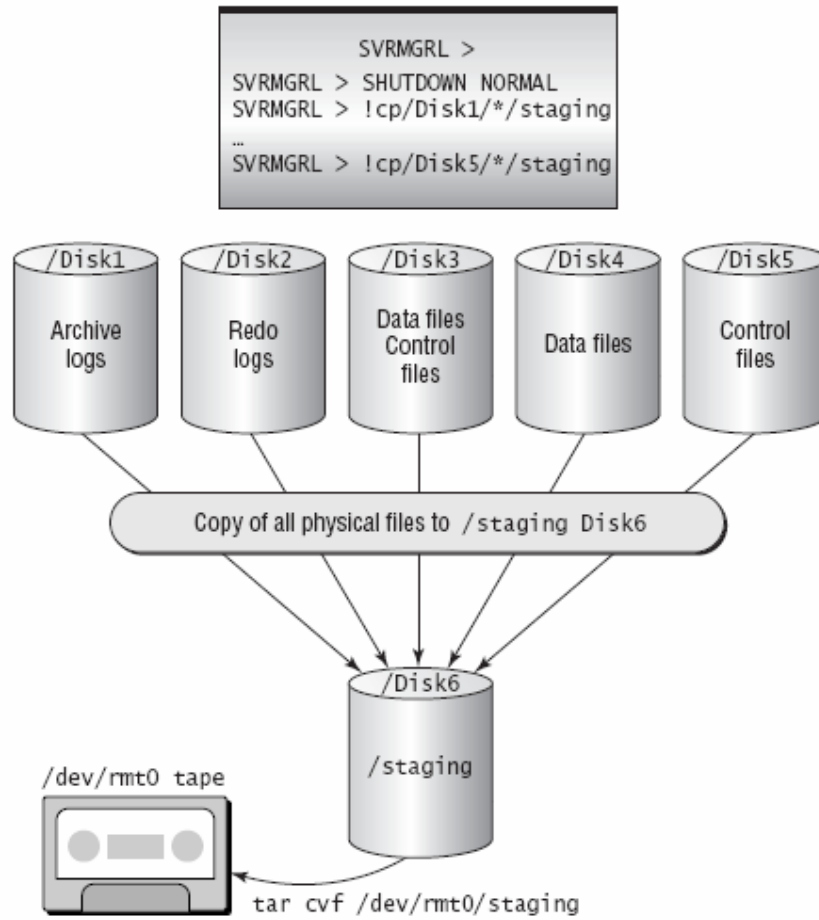 SVRMGRL >
SVRMGRL > SHUTDOWN NORMAL
SVRMGRL > !cp/Disk1/*/staging
…
SVRMGRL > !cp/Disk5/*/staging
/Disk1
/Disk2
/Disk3
/Disk4
/Disk5
Archive
logs
Redo
logs
Data files
Control
files
Data files
Control
files
Copy of all physical files to /staging Disk6
/Disk6
/staging
/dev/rmt0 tape
tar cvf /dev/rmt0/staging